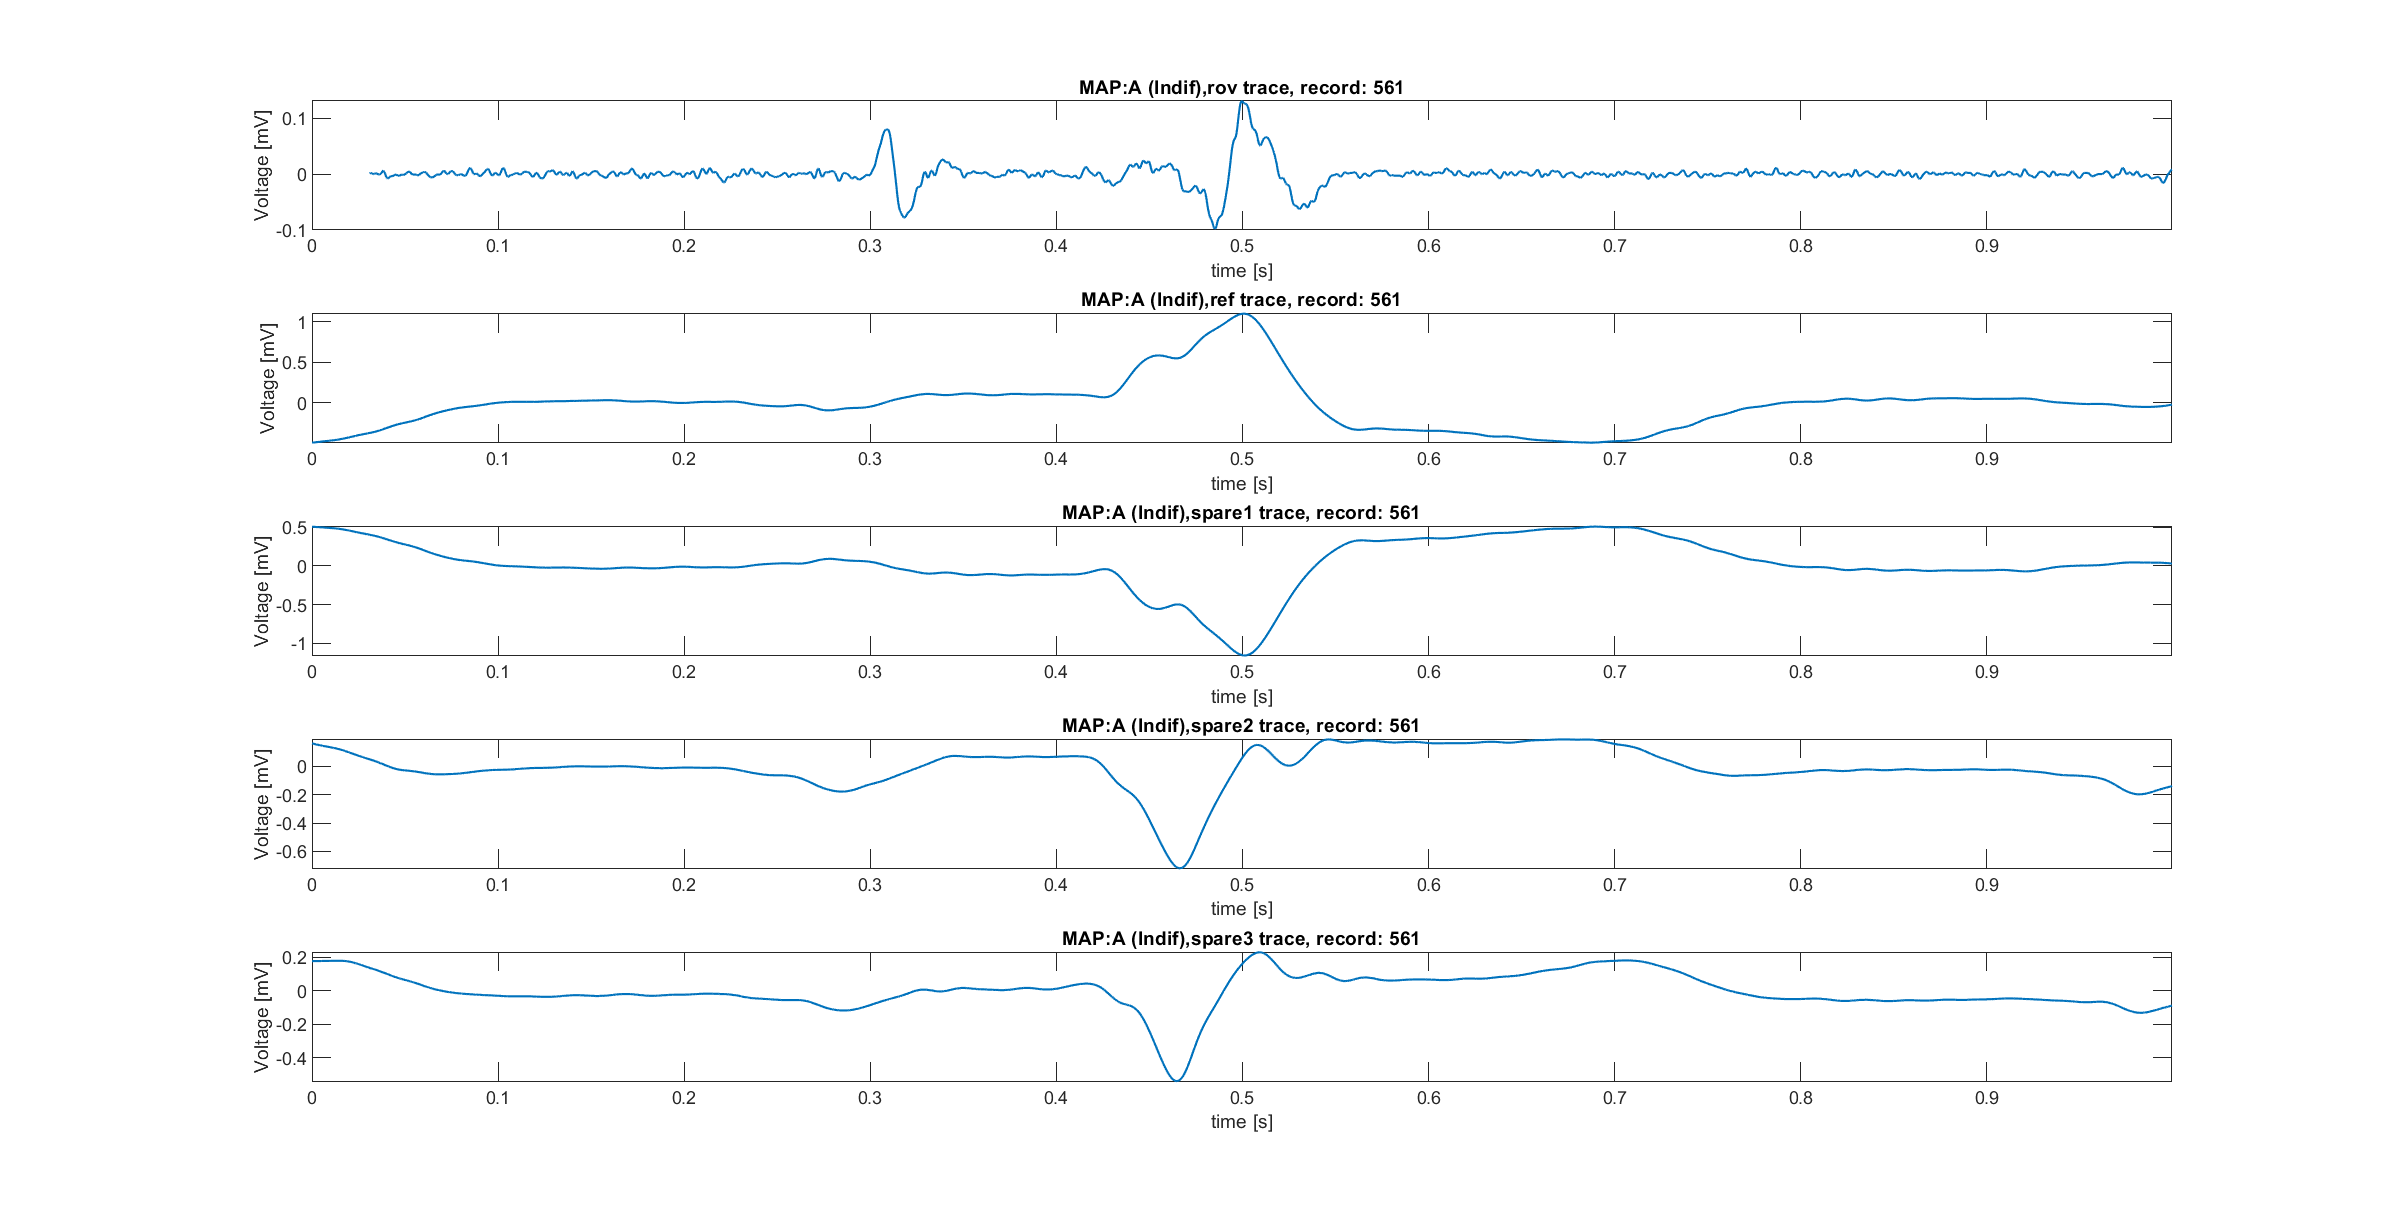 MAP:A (Indif),rov trace, record: 561
Voltage [mV]
0.1
0
-0.1
0 0.1 0.2 0.3 0.4 0.5 0.6 0.7 0.8 0.9
time [s]
MAP:A (Indif),ref trace, record: 561
Voltage [mV]
1
0.5
0
0 0.1 0.2 0.3 0.4 0.5 0.6 0.7 0.8 0.9
time [s]
MAP:A (Indif),spare1 trace, record: 561
Voltage [mV]
0.5
0
-0.5
-1
0 0.1 0.2 0.3 0.4 0.5 0.6 0.7 0.8 0.9
time [s]
MAP:A (Indif),spare2 trace, record: 561
Voltage [mV]
0
-0.2
-0.4
-0.6
0 0.1 0.2 0.3 0.4 0.5 0.6 0.7 0.8 0.9
time [s]
MAP:A (Indif),spare3 trace, record: 561
Voltage [mV]
0.2
0
-0.2
-0.4
0 0.1 0.2 0.3 0.4 0.5 0.6 0.7 0.8 0.9
time [s]